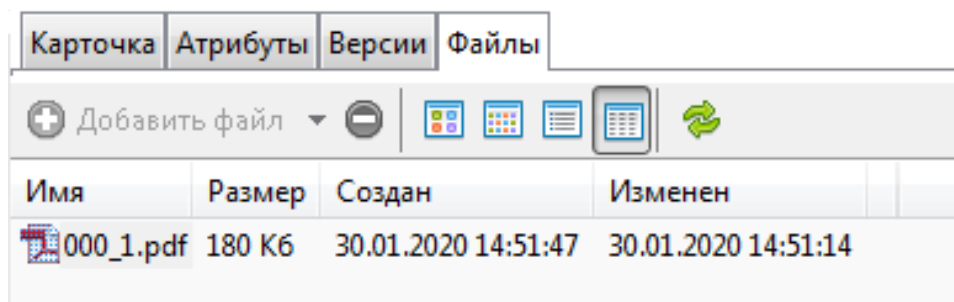 Карточка Атрибуты Версии Файлы
Добавить файл
Имя Размер Создан Изменен
000_1.pdf 180 Кб 30.01.2020 14:51:47 30.01.2020 14:51:14